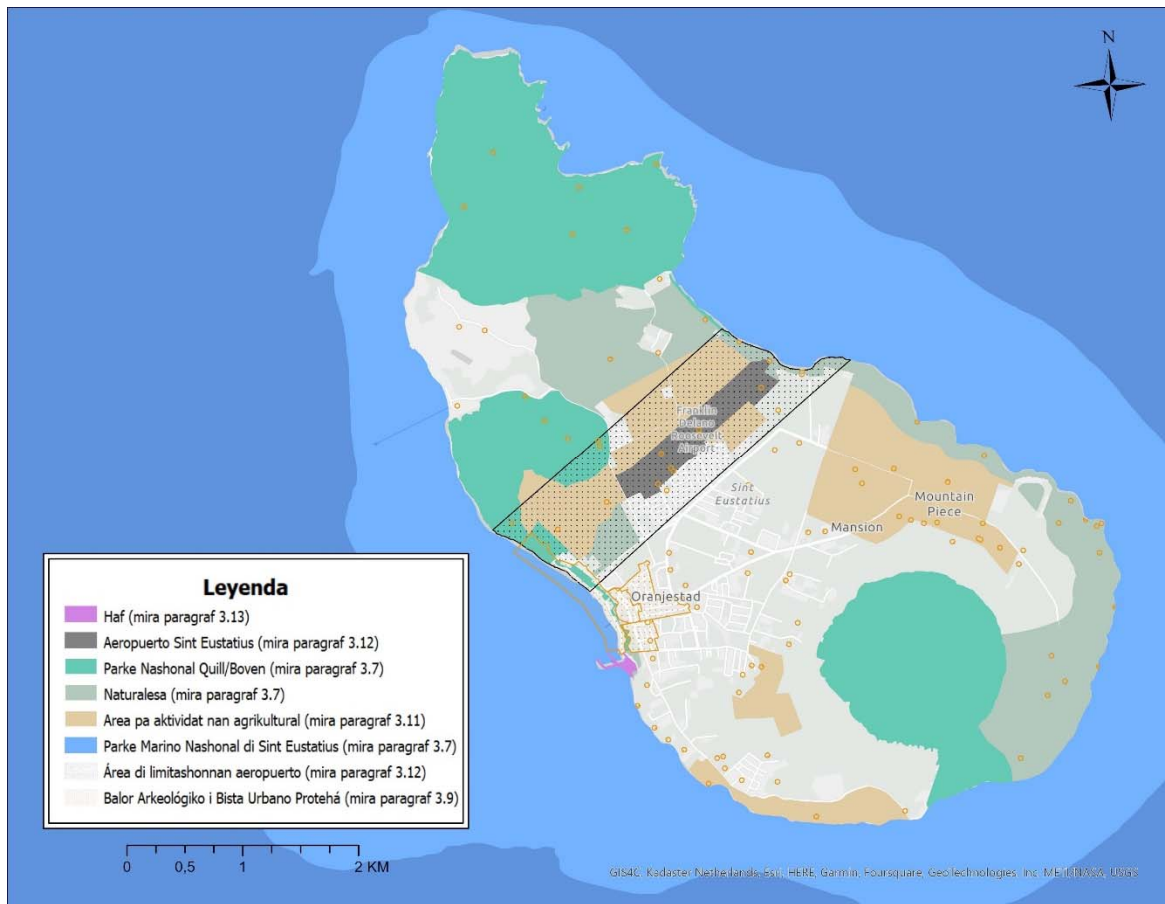 N
Franklin
Delano
Roosevelt
Airport
Sint
Eustatius
Mountain
Piece
Mansion
Oranjestad
Leyenda
Haf (mira paragraf 3.13)
Aeropuerto Sint Eustatius (mira paragraf 3.12)
Parke Nashonal Quill/Boven (mira paragraf 3.7)
Naturalesa (mira paragraf 3.7)
Area pa aktividat nan agrikultural (mira paragraf 3.11)
Parke Marino Nashonal di Sint Eustatius (mira paragraf 3.7)
Área di limitashonnan aeropuerto (mira paragraf 3.12)
Balor Arkeológiko i Bista Urbano Protehá (mira paragraf 3.9)
0 0,5 1 2 KM
Kadaster Netherlands, Esri, HERE, Garmin, Foursquare, GeoTechnologies, Inc, METI/NASA, USGS